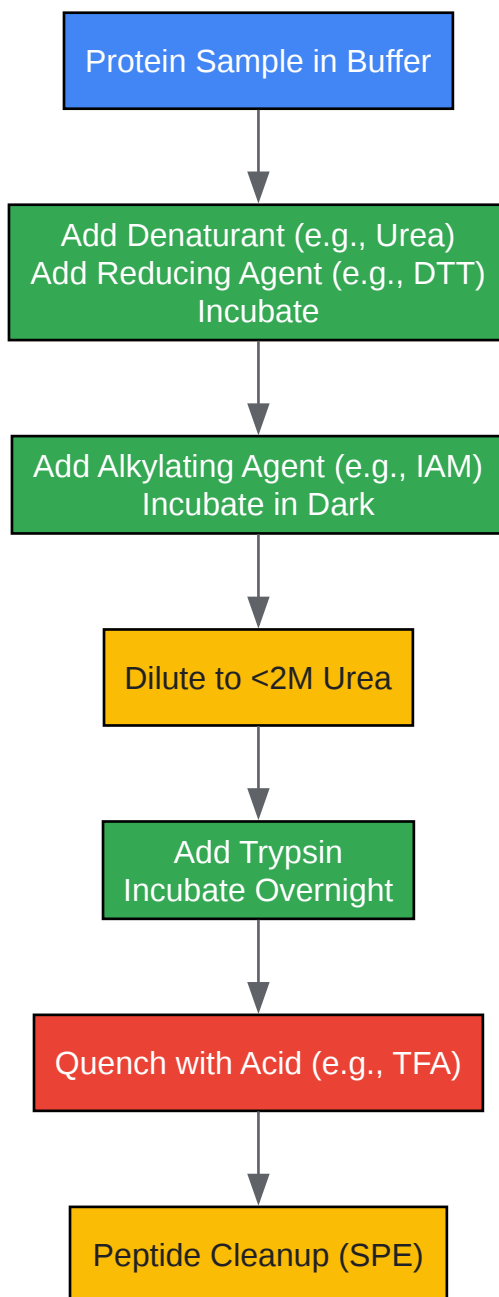 Protein Sample in Buffer
Add Denaturant (e.g., Urea)
Add Reducing Agent (e.g., DTT)
Incubate
Add Alkylating Agent (e.g., IAM)
Incubate in Dark
Dilute to <2M Urea
Add Trypsin
Incubate Overnight
Quench with Acid (e.g., TFA)
Peptide Cleanup (SPE)